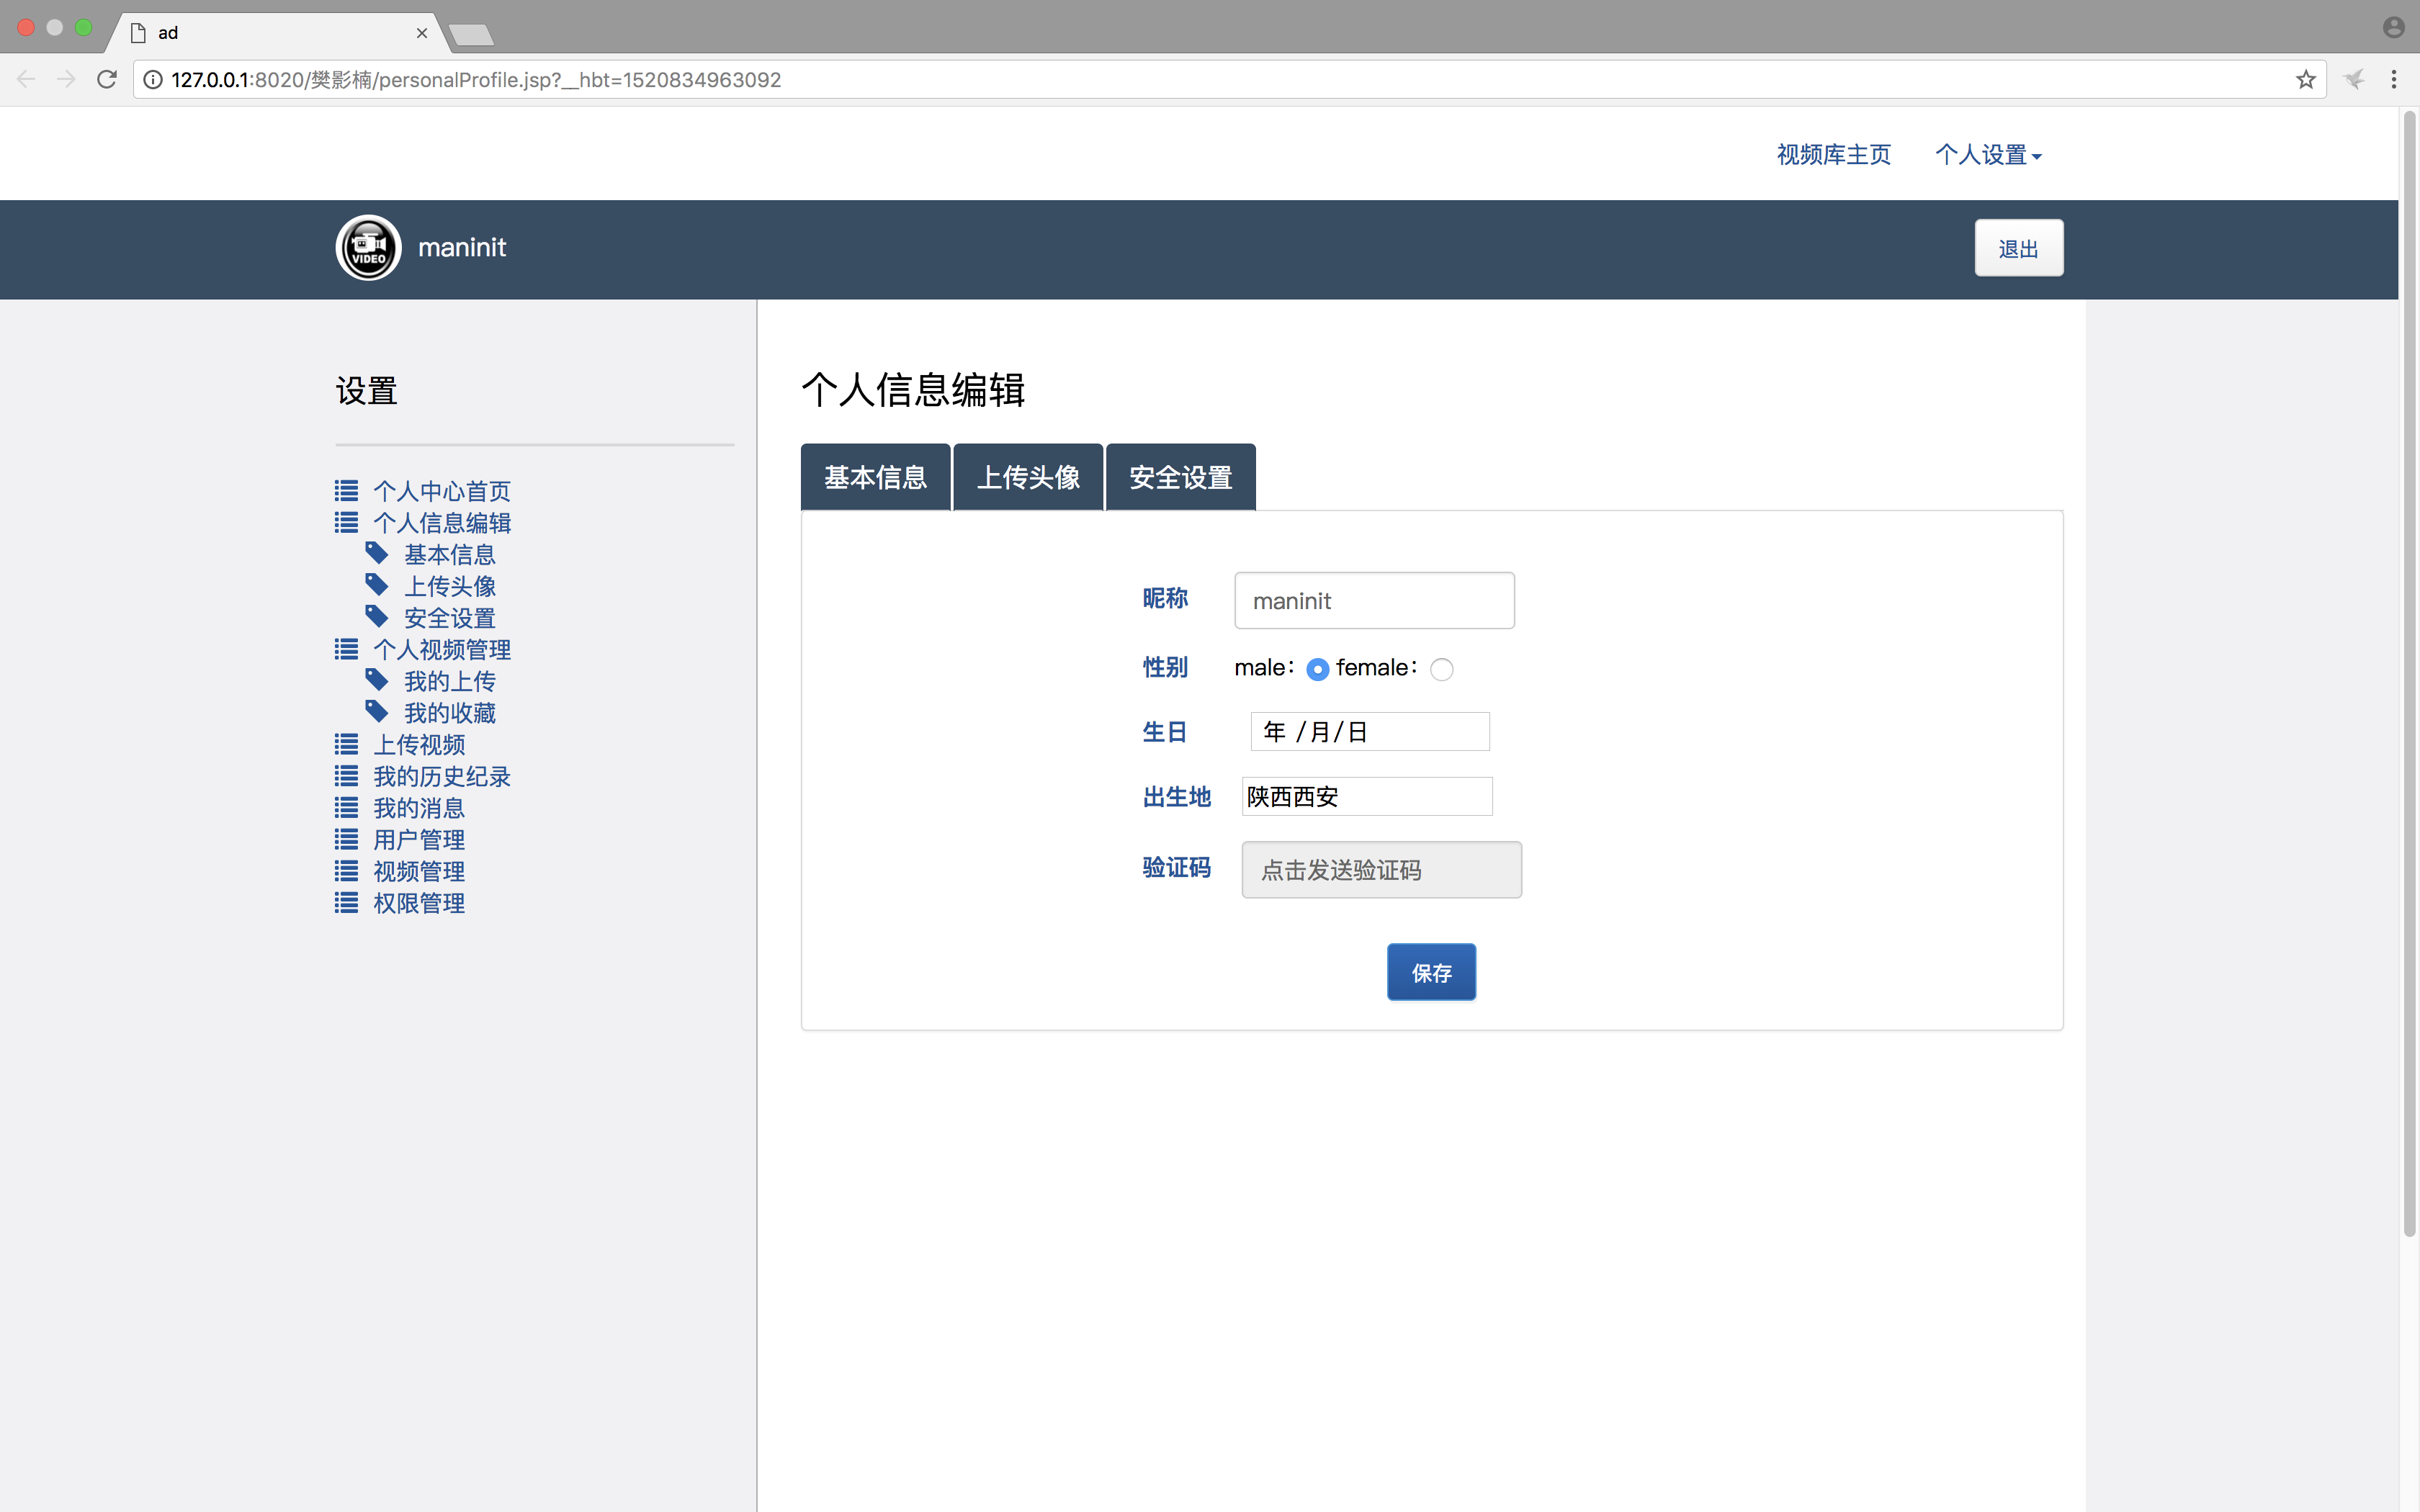 ad
127.0.0.1:8020/樊影楠/personalProfile.jsp?__hbt=1520834963092
视频库主页 个人设置
VIDEO maninit 退出
设置
个人中心首页
个人信息编辑
基本信息
上传头像
安全设置
个人视频管理
我的上传
我的收藏
上传视频
我的历史纪录
我的消息
用户管理
视频管理
权限管理
个人信息编辑
基本信息 上传头像 安全设置
昵称 maninit
性别 male： female：
生日 年 /月/日
出生地 陕西西安
验证码 点击发送验证码
保存